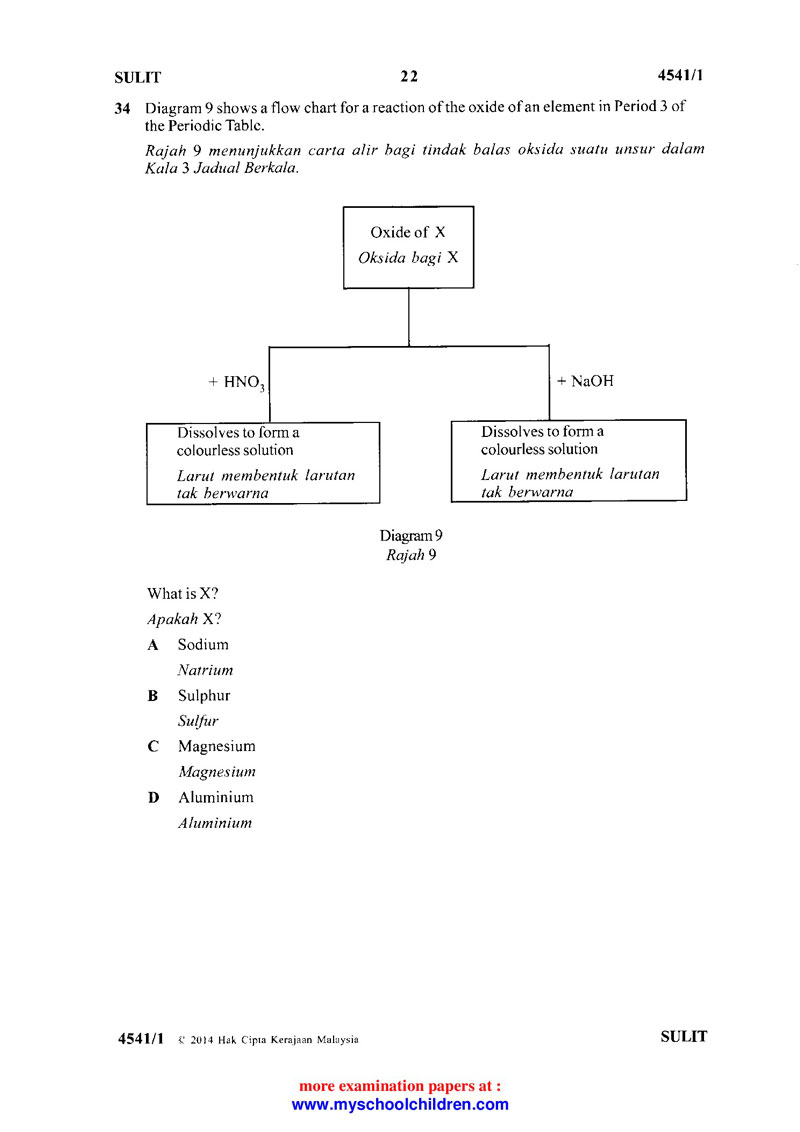 SULIT 22 4541/1
34 Diagram 9 shows a flow chart for a reaction of the oxide of an element in Period 3 of
the Periodic Table.
Rajah 9 menunjukkan carta alir bagi tindak balas oksida suatu unsur dalam
Kala 3 Jadual Berkala.
Oxide of X
Oksida bagi X
+ HNO₃ + NaOH
Dissolves to form a
colourless solution
Larut membentuk larutan
tak berwarna
Dissolves to form a
colourless solution
Larut membentuk larutan
tak berwarna
Diagram 9
Rajah 9
What is X?
Apakah X?
A Sodium
Natrium
B Sulphur
Sulfur
C Magnesium
Magnesium
D Aluminium
Aluminium
4541/1 © 2014 Hak Cipta Kerajaan Malaysia SULIT
more examination papers at :
www.myschoolchildren.com